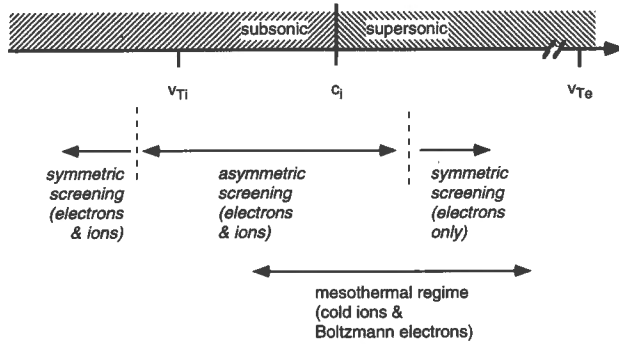 subsonic
supersonic
vTi
ci
vTe
symmetric
screening
(electrons
& ions)
asymmetric
screening
(electrons
& ions)
symmetric
screening
(electrons
only)
mesothermal regime
(cold ions &
Boltzmann electrons)